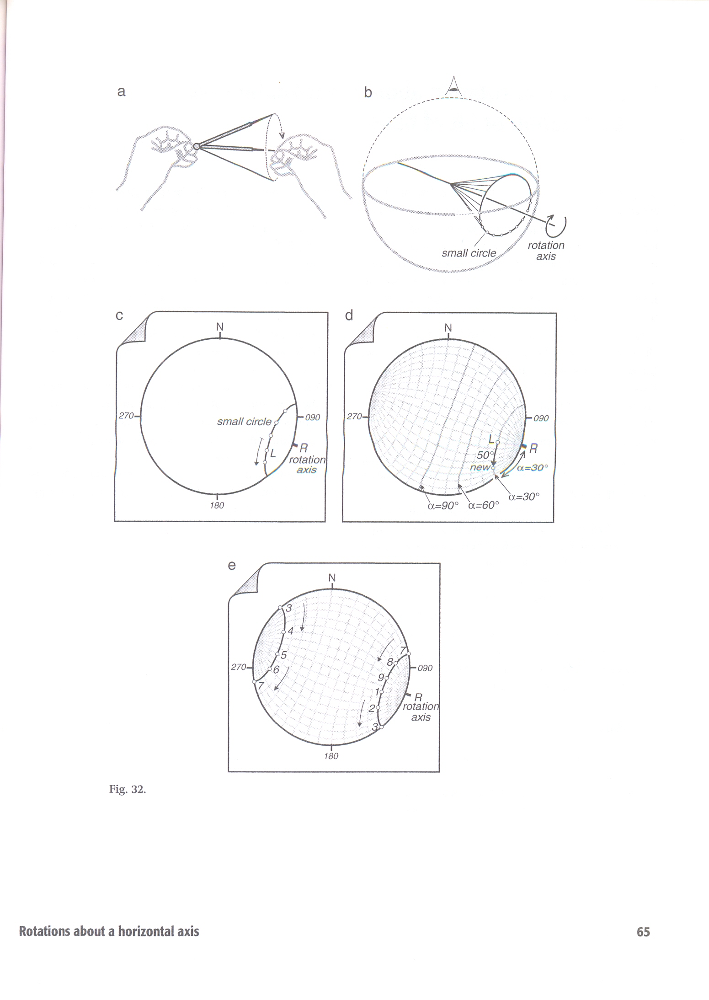 a
b
small circle
rotation
axis
c
N
270
090
small circle
L
R
rotation
axis
180
d
N
270
090
L
R
50°
new
α=30°
α=30°
α=90°
α=60°
e
N
3
4
5
6
7
270
7
8
9
1
2
3
090
R
rotation
axis
180
Fig. 32.
Rotations about a horizontal axis
65